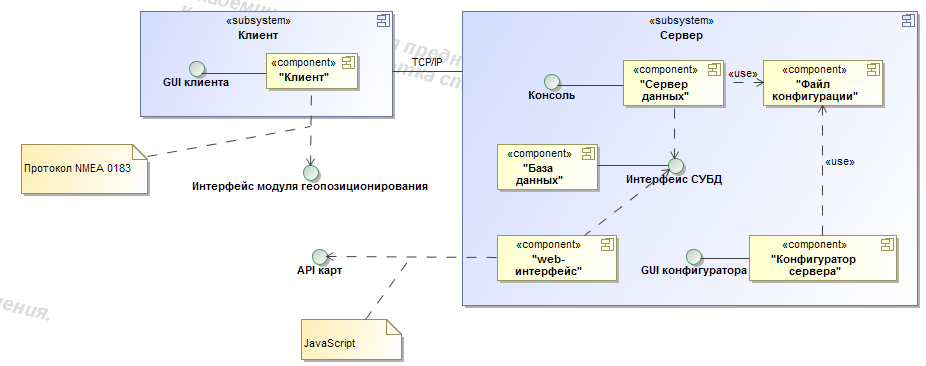 «subsystem»
Клиент
«component»
"Клиент"
GUI клиента
TCP/IP
«subsystem»
Сервер
«component»
"Сервер
данных"
Консоль
«use»
«component»
"Файл
конфигурации"
Протокол NMEA 0183
Интерфейс модуля геопозиционирования
«component»
"База
данных"
Интерфейс СУБД
«use»
API карт
«component»
"web-
интерфейс"
GUI конфигуратора
«component»
"Конфигуратор
сервера"
JavaScript